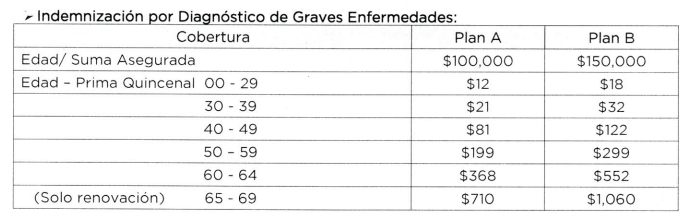 ➢ Indemnización por Diagnóstico de Graves Enfermedades:
Cobertura Plan A Plan B
Edad/ Suma Asegurada $100,000 $150,000
Edad – Prima Quincenal 00 - 29 $12 $18
30 - 39 $21 $32
40 - 49 $81 $122
50 – 59 $199 $299
60 - 64 $368 $552
(Solo renovación) 65 - 69 $710 $1,060